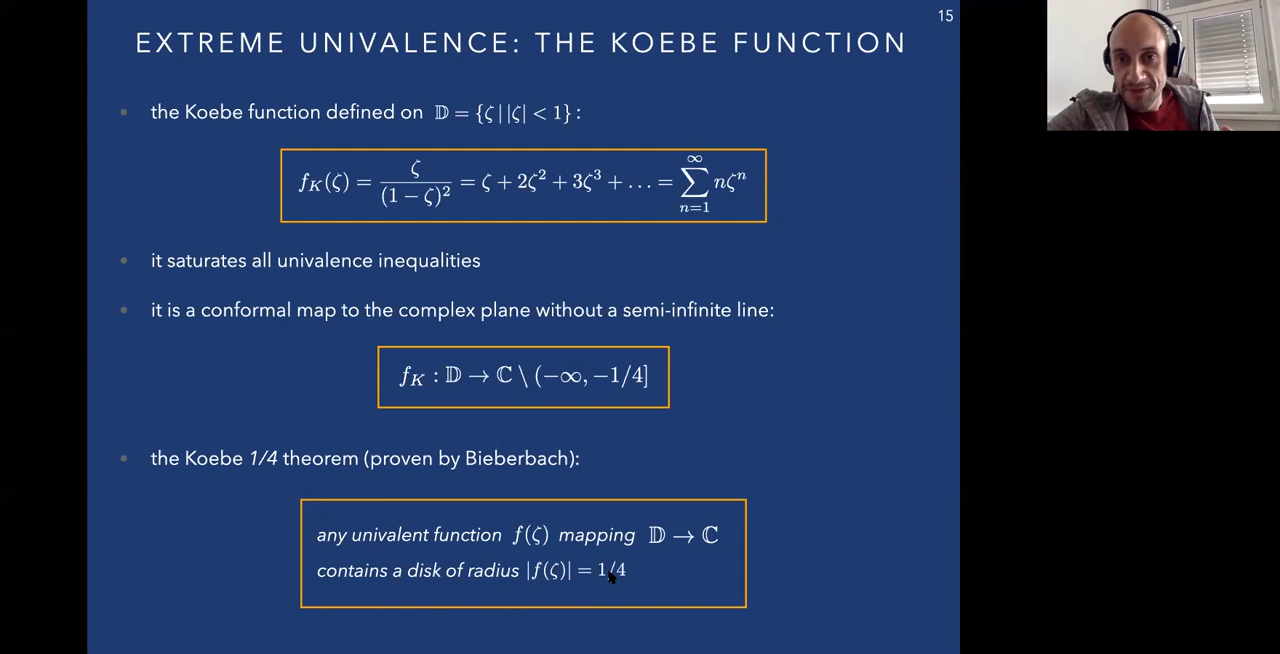 15
EXTREME UNIVALENCE: THE KOEBE FUNCTION
• the Koebe function defined on 𝔻 = {ζ | |ζ| < 1}:
f_K(ζ) = ζ/(1 − ζ)² = ζ + 2ζ² + 3ζ³ + … = ∑_{n=1}^{∞} nζⁿ
• it saturates all univalence inequalities
• it is a conformal map to the complex plane without a semi-infinite line:
f_K : 𝔻 → ℂ \ (−∞, −1/4]
• the Koebe 1/4 theorem (proven by Bieberbach):
any univalent function f(ζ) mapping 𝔻 → ℂ
contains a disk of radius |f(ζ)| = 1/4